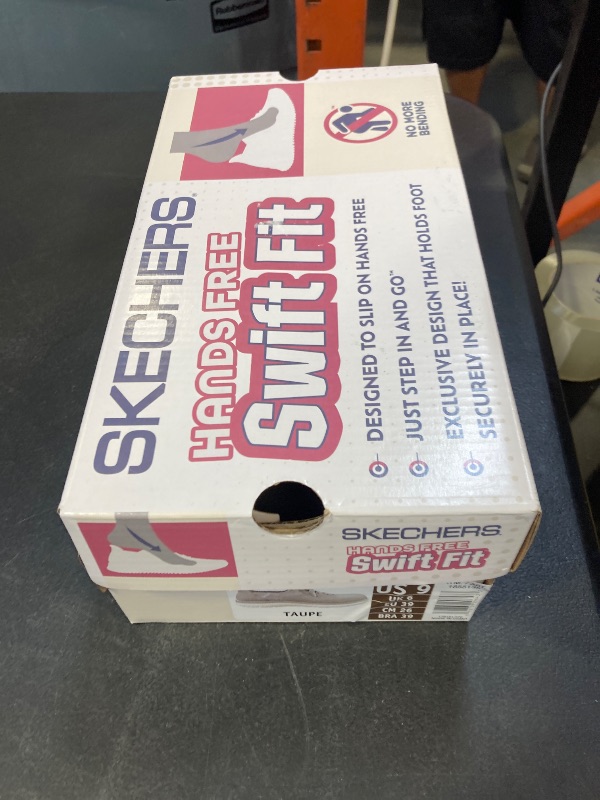 Rubbermaid
NO MORE
BENDING
SKECHERS
HANDS FREE
Swift Fit
DESIGNED TO SLIP ON HANDS FREE
JUST STEP IN AND GO™
EXCLUSIVE DESIGN THAT HOLDS FOOT
SECURELY IN PLACE!
SKECHERS
HANDS FREE
Swift Fit
TAUPE
US 9
UK 6
EU 39
CM 26
BRA 39